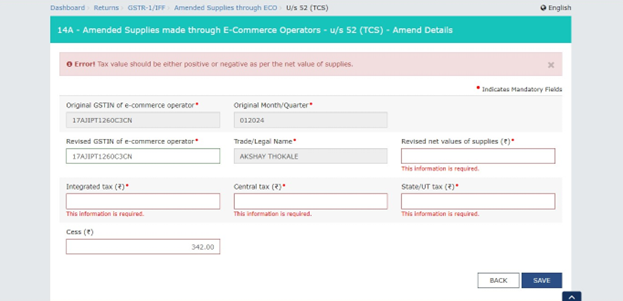 Dashboard › Returns › GSTR-1/IFF › Amended Supplies through ECO › U/s 52 (TCS)
English
14A - Amended Supplies made through E-Commerce Operators - u/s 52 (TCS) - Amend Details
Error! Tax value should be either positive or negative as per the net value of supplies.
• Indicates Mandatory Fields
Original GSTIN of e-commerce operator•
Original Month/Quarter•
17AJIPT1260C3CN
012024
Revised GSTIN of e-commerce operator•
Trade/Legal Name•
Revised net values of supplies (₹)•
17AJIPT1260C3CN
AKSHAY THOKALE
This information is required.
Integrated tax (₹)•
Central tax (₹)•
State/UT tax (₹)•
This information is required.
This information is required.
This information is required.
Cess (₹)
342.00
BACK
SAVE